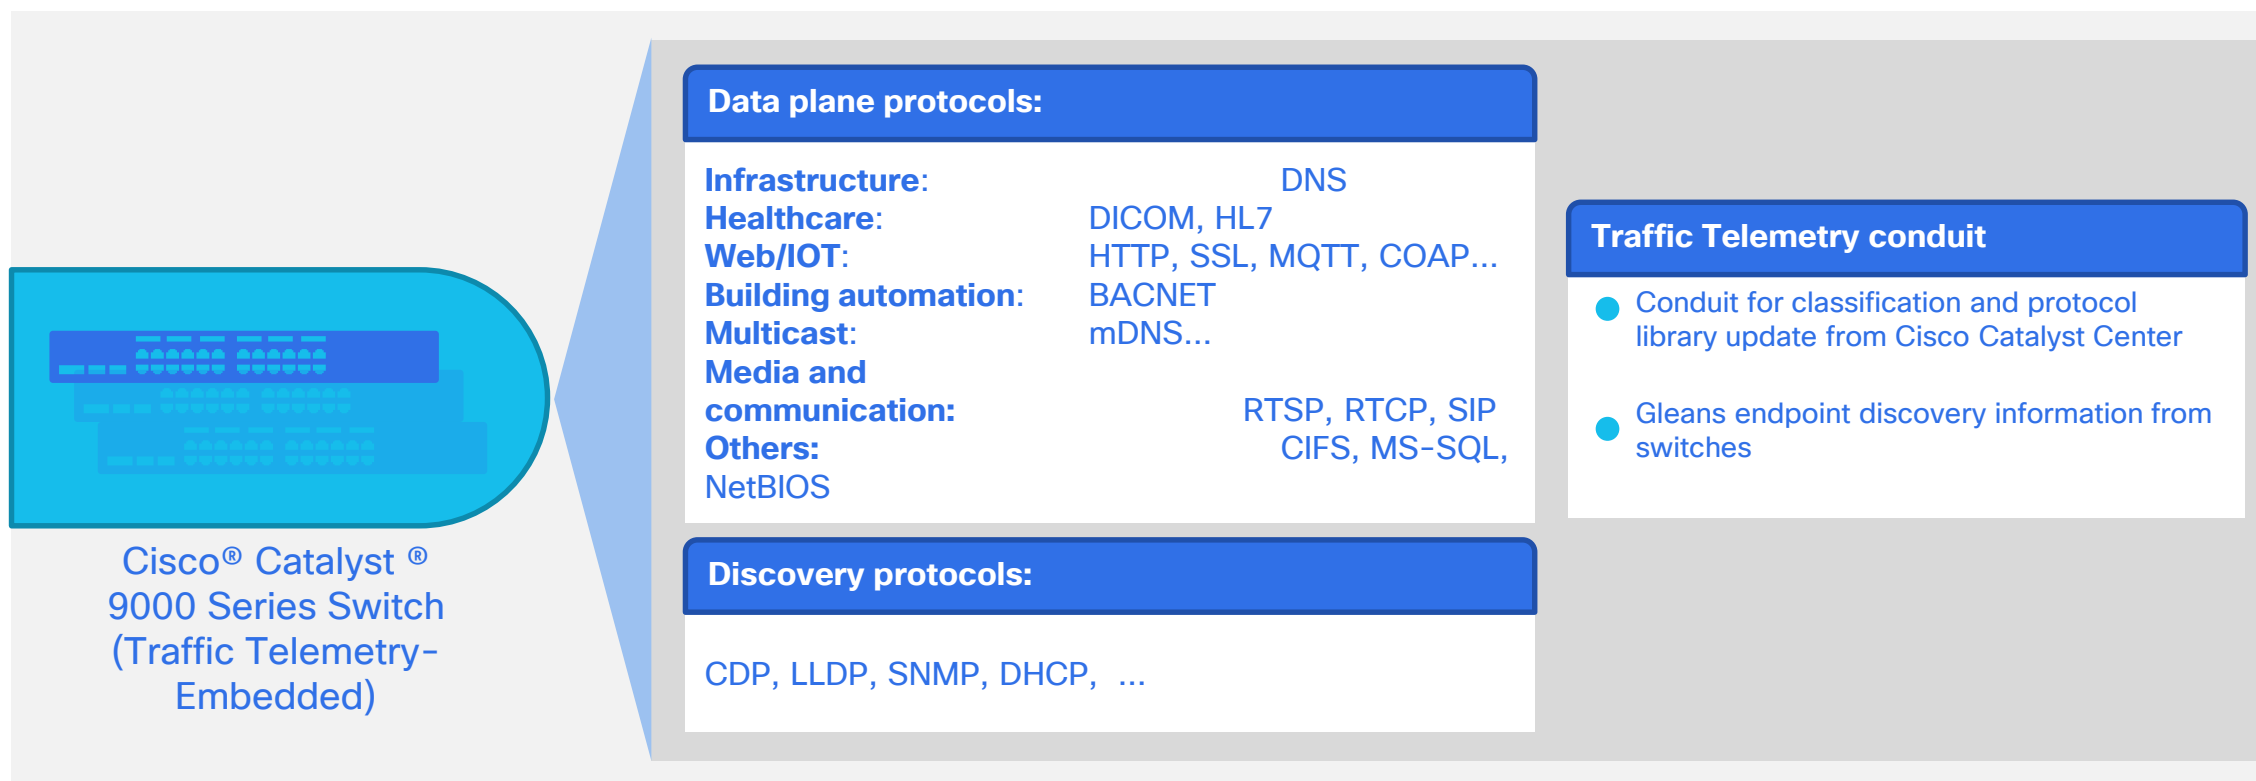 Data plane protocols:
Infrastructure: DNS
Healthcare: DICOM, HL7
Web/IOT: HTTP, SSL, MQTT, COAP...
Building automation: BACNET
Multicast: mDNS...
Media and
communication: RTSP, RTCP, SIP
Others: CIFS, MS-SQL,
NetBIOS
Discovery protocols:
CDP, LLDP, SNMP, DHCP, ...
Traffic Telemetry conduit
Conduit for classification and protocol
library update from Cisco Catalyst Center
Gleans endpoint discovery information from
switches
Cisco® Catalyst ®
9000 Series Switch
(Traffic Telemetry-
Embedded)